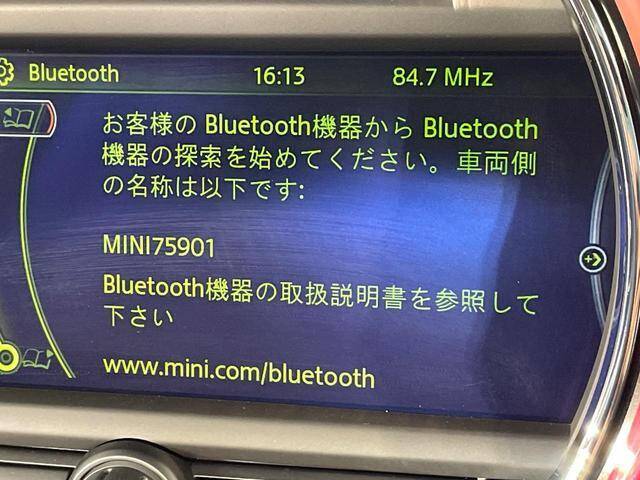 Bluetooth 16:13 84.7 MHz
お客様の Bluetooth機器から Bluetooth
機器の探索を始めてください。車両側
の名称は以下です:
MINI75901
Bluetooth機器の取扱説明書を参照して
下さい
www.mini.com/bluetooth